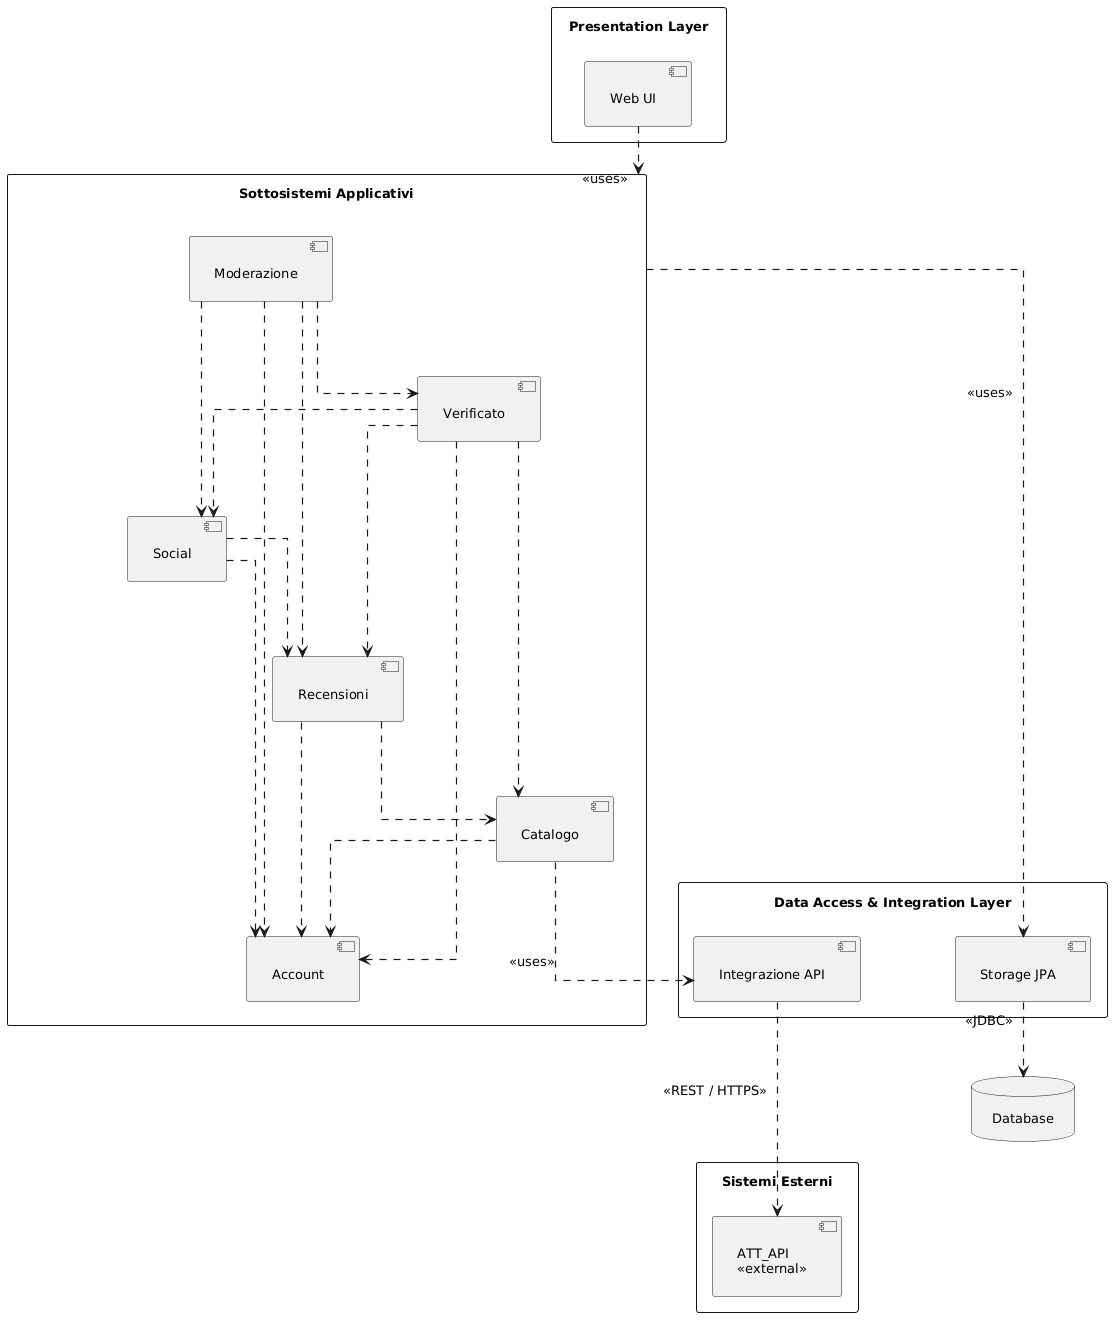 Presentation Layer
Web UI
«uses»
Sottosistemi Applicativi
Moderazione
«uses»
Verificato
Social
Recensioni
Catalogo
Data Access & Integration Layer
Account
«uses»
Integrazione API
Storage JPA
«JDBC»
«REST / HTTPS»
Database
Sistemi Esterni
ATT_API
«external»